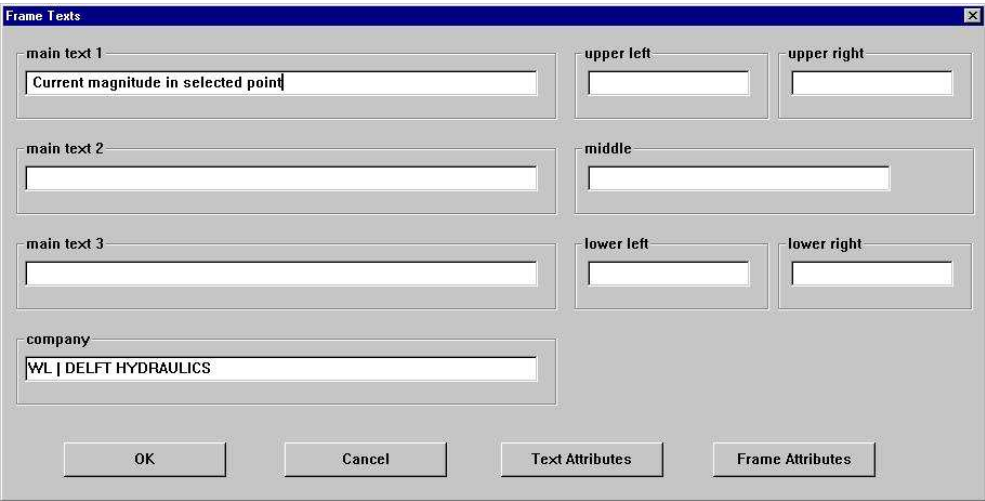 Frame Texts
main text 1
upper left
upper right
Current magnitude in selected point
main text 2
middle
main text 3
lower left
lower right
company
WL | DELFT HYDRAULICS
OK
Cancel
Text Attributes
Frame Attributes